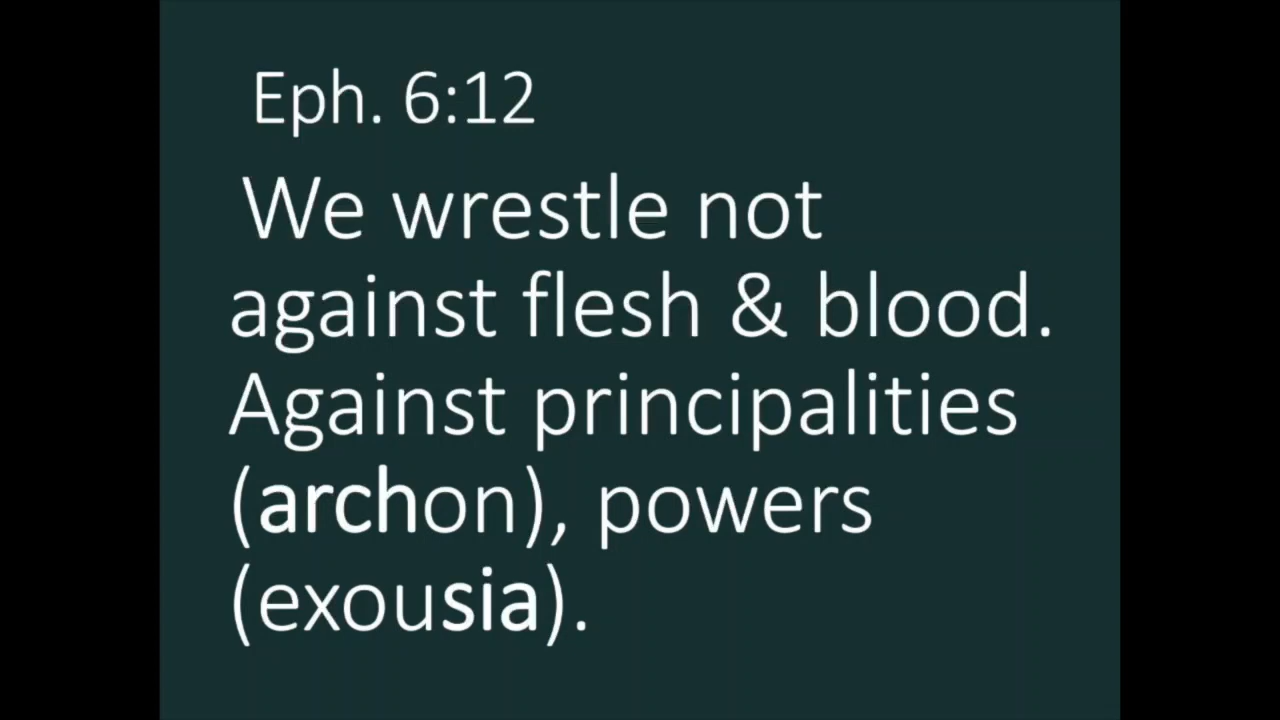 Eph. 6:12
We wrestle not
against flesh & blood.
Against principalities
(archon), powers
(exousia).